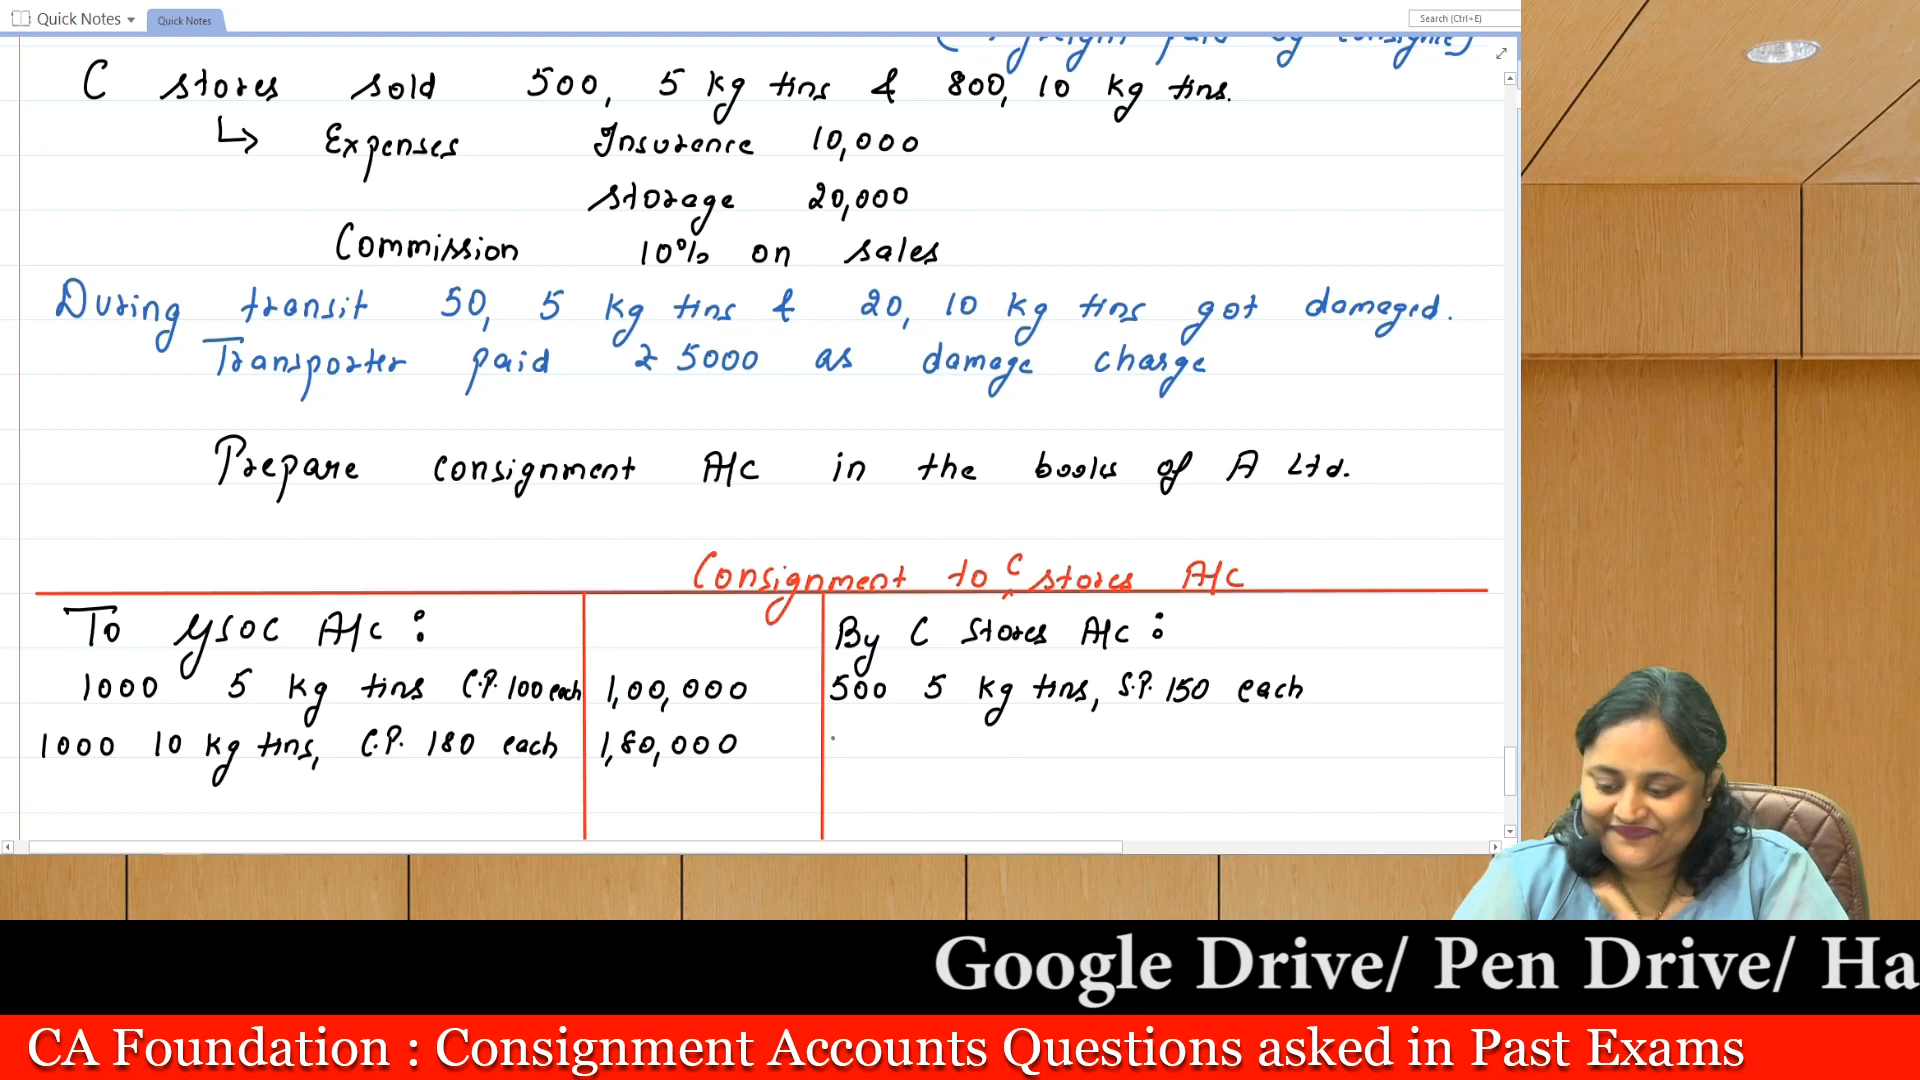 Quick Notes
Quick Notes
Search (Ctrl+E)
C stores sold 500, 5 kg tins & 800, 10 kg tins.
↳ Expenses Insurence 10,000
Storage 20,000
Commission 10% on sales
During transit 50, 5 kg tins & 20, 10 kg tins got damaged.
Transporter paid ₹ 5000 as damage charge
Prepare consignment A/c in the books of A Ltd.
Consignment to C stores A/c
To GSOC A/c : By C Stores A/c :
1000 5 kg tins C.P. 100 each 1,00,000 500 5 kg tins, S.P. 150 each
1000 10 kg tins, C.P. 180 each 1,80,000
Google Drive/ Pen Drive/ Ha
CA Foundation : Consignment Accounts Questions asked in Past Exams